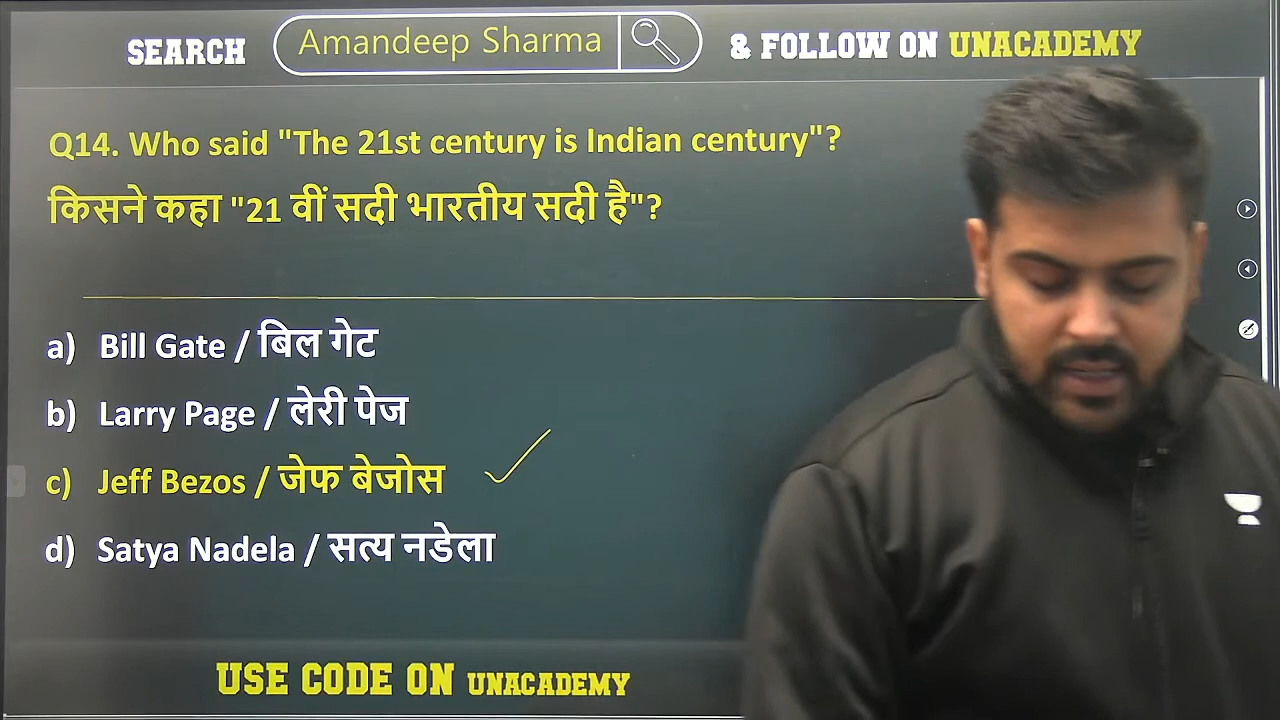 SEARCH Amandeep Sharma & FOLLOW ON UNACADEMY
Q14. Who said "The 21st century is Indian century"?
किसने कहा "21 वीं सदी भारतीय सदी है"?
a) Bill Gate / बिल गेट
b) Larry Page / लेरी पेज
c) Jeff Bezos / जेफ बेजोस
d) Satya Nadela / सत्य नडेला
USE CODE ON UNACADEMY